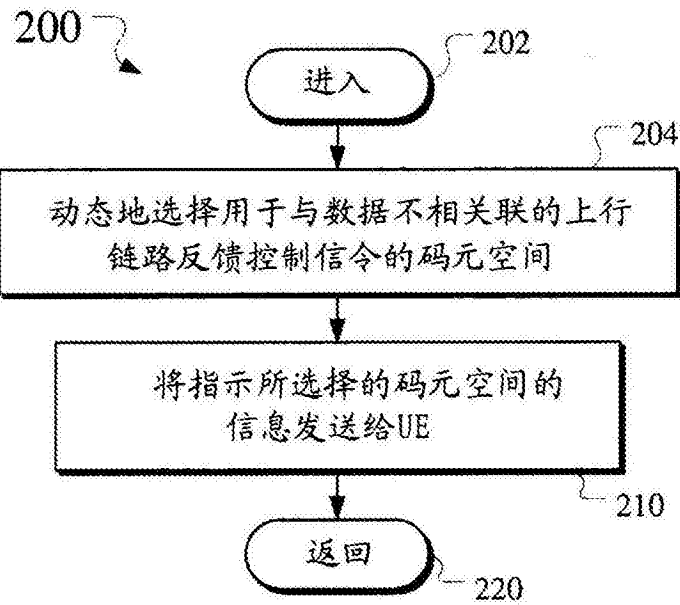 200
进入
202
204
动态地选择用于与数据不相关联的上行
链路反馈控制信令的码元空间
将指示所选择的码元空间的
信息发送给UE
210
返回
220